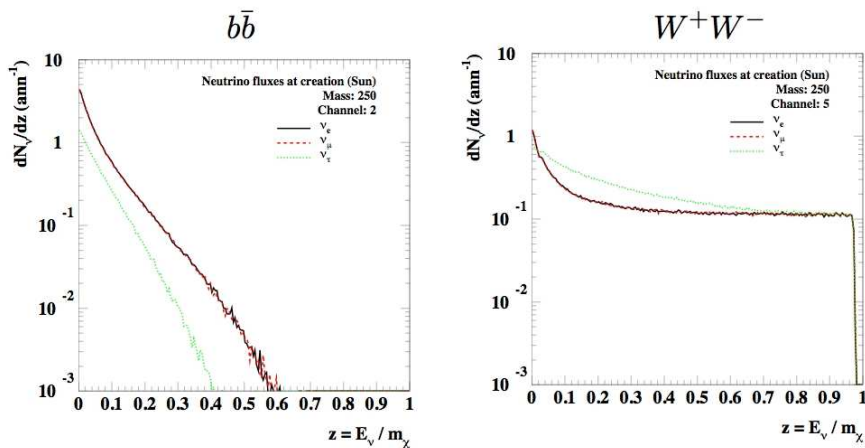 b b̄
Neutrino fluxes at creation (Sun)
Mass: 250
Channel: 2
ν_e
ν_μ
ν_τ
dN_ν/dz (ann⁻¹)
10
1
10⁻¹
10⁻²
10⁻³
0 0.1 0.2 0.3 0.4 0.5 0.6 0.7 0.8 0.9 1
z = E_ν / m_χ
W⁺W⁻
Neutrino fluxes at creation (Sun)
Mass: 250
Channel: 5
ν_e
ν_μ
ν_τ
dN_ν/dz (ann⁻¹)
10
1
10⁻¹
10⁻²
10⁻³
0 0.1 0.2 0.3 0.4 0.5 0.6 0.7 0.8 0.9 1
z = E_ν / m_χ